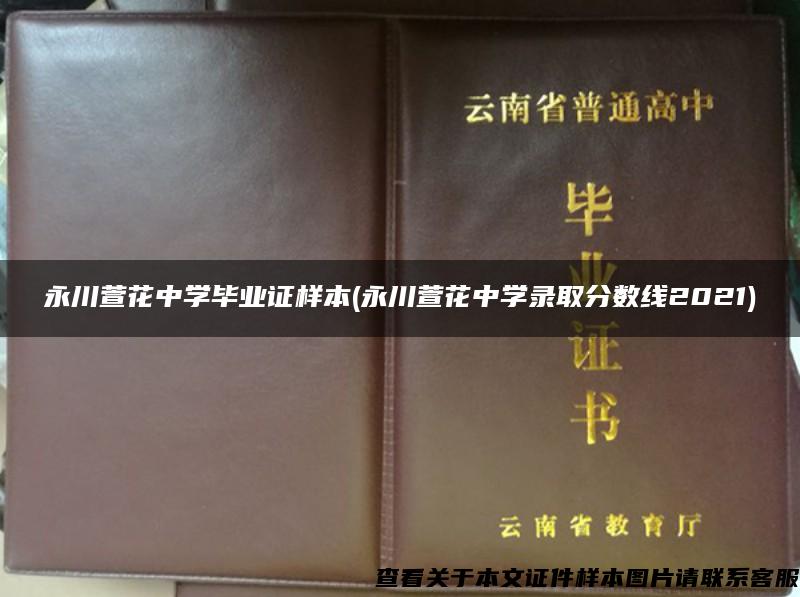 云南省普通高中
毕
业
证
书
永川萱花中学毕业证样本(永川萱花中学录取分数线2021)
云南省教育厅
查看关于本文证件样本图片请联系客服